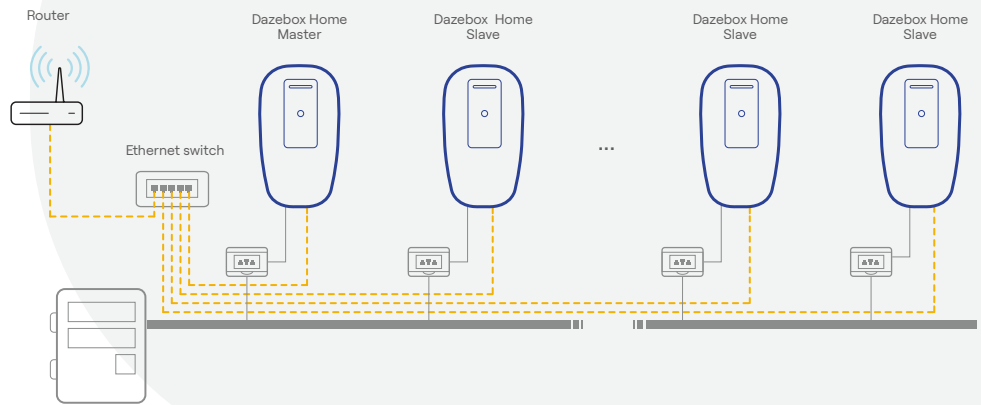 Router
Dazebox Home
Master
Dazebox  Home
Slave
Dazebox Home
Slave
Dazebox Home
Slave
...
Ethernet switch